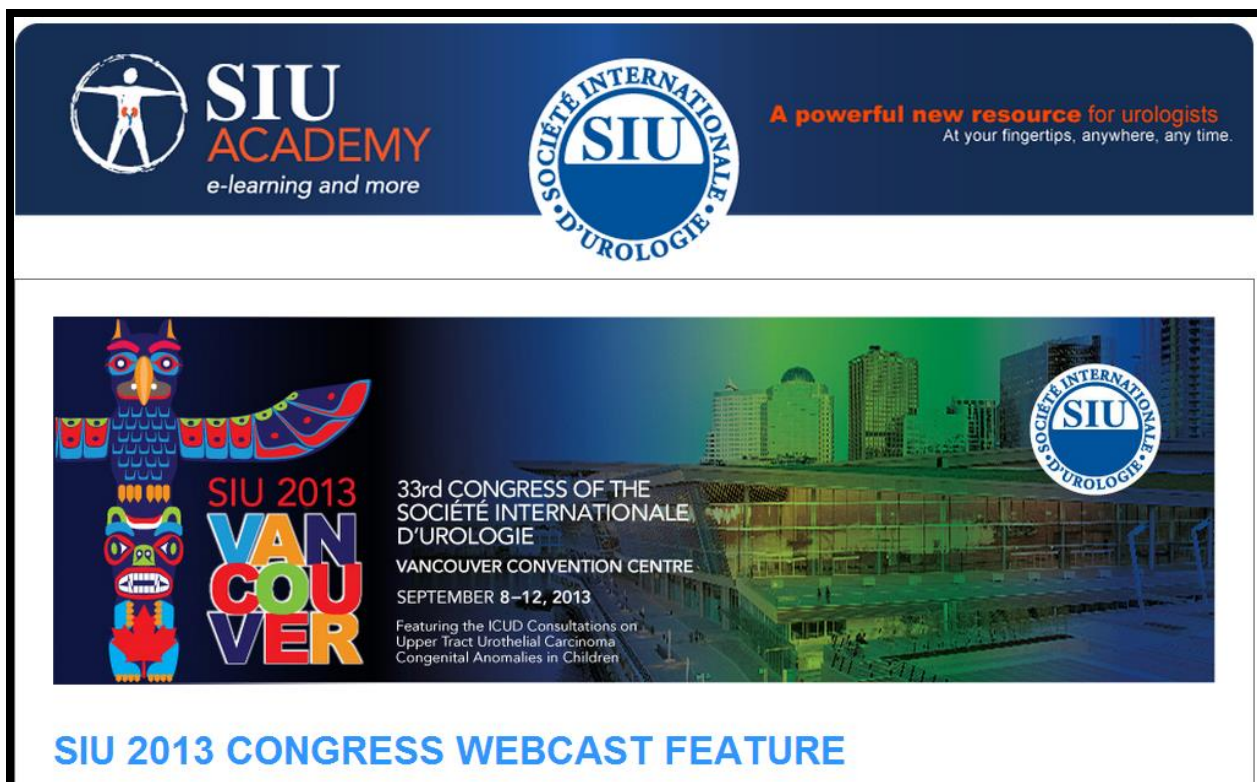 SIU
ACADEMY
e-learning and more
SOCIÉTÉ INTERNATIONALE
SIU
D'UROLOGIE
A powerful new resource for urologists
At your fingertips, anywhere, any time.
SIU 2013
VAN
COU
VER
33rd CONGRESS OF THE
SOCIÉTÉ INTERNATIONALE
D'UROLOGIE
VANCOUVER CONVENTION CENTRE
SEPTEMBER 8–12, 2013
Featuring the ICUD Consultations on
Upper Tract Urothelial Carcinoma
Congenital Anomalies in Children
SOCIÉTÉ INTERNATIONALE
SIU
D'UROLOGIE
SIU 2013 CONGRESS WEBCAST FEATURE